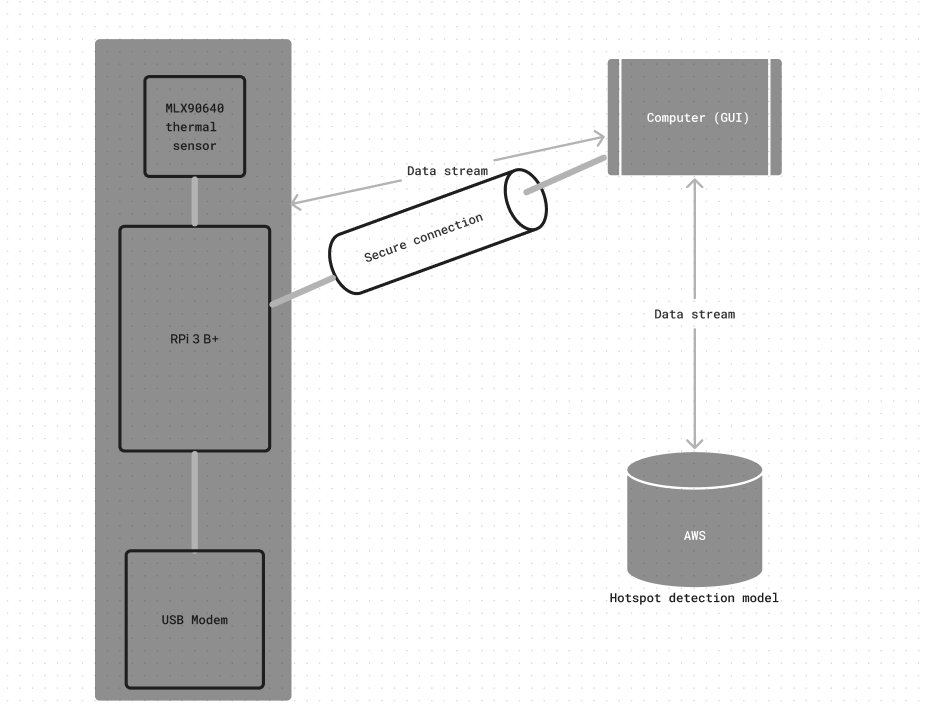 MLX90640
thermal
sensor
Computer (GUI)
Data stream
Secure connection
RPi 3 B+
Data stream
AWS
Hotspot detection model
USB Modem